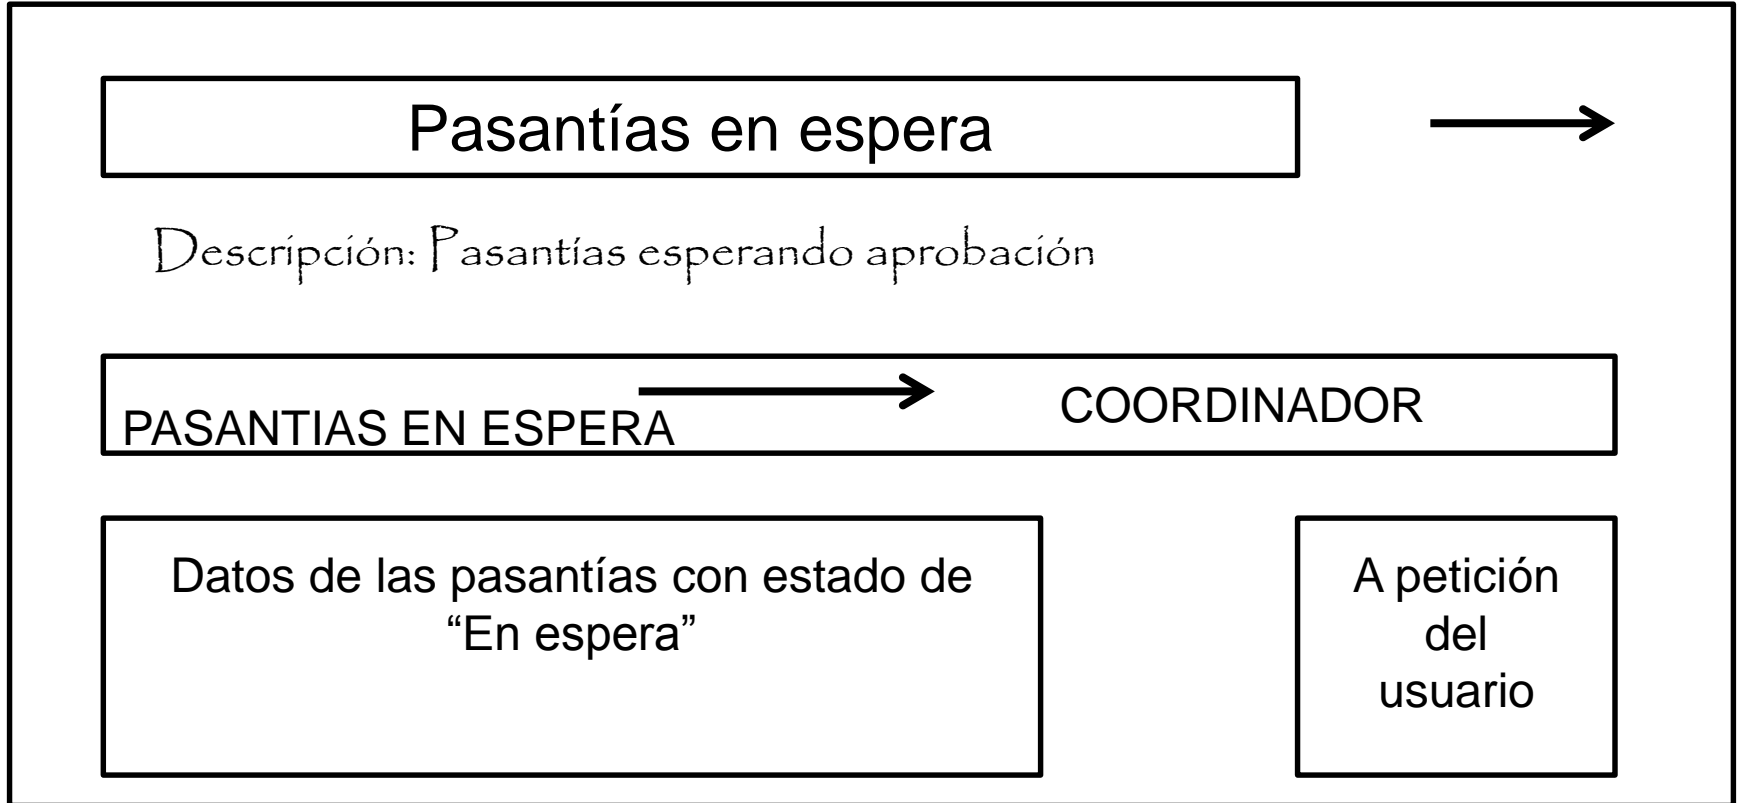 Pasantías en espera
Descripción: Pasantías esperando aprobación
PASANTIAS EN ESPERA
COORDINADOR
Datos de las pasantías con estado de
“En espera”
A petición
del
usuario